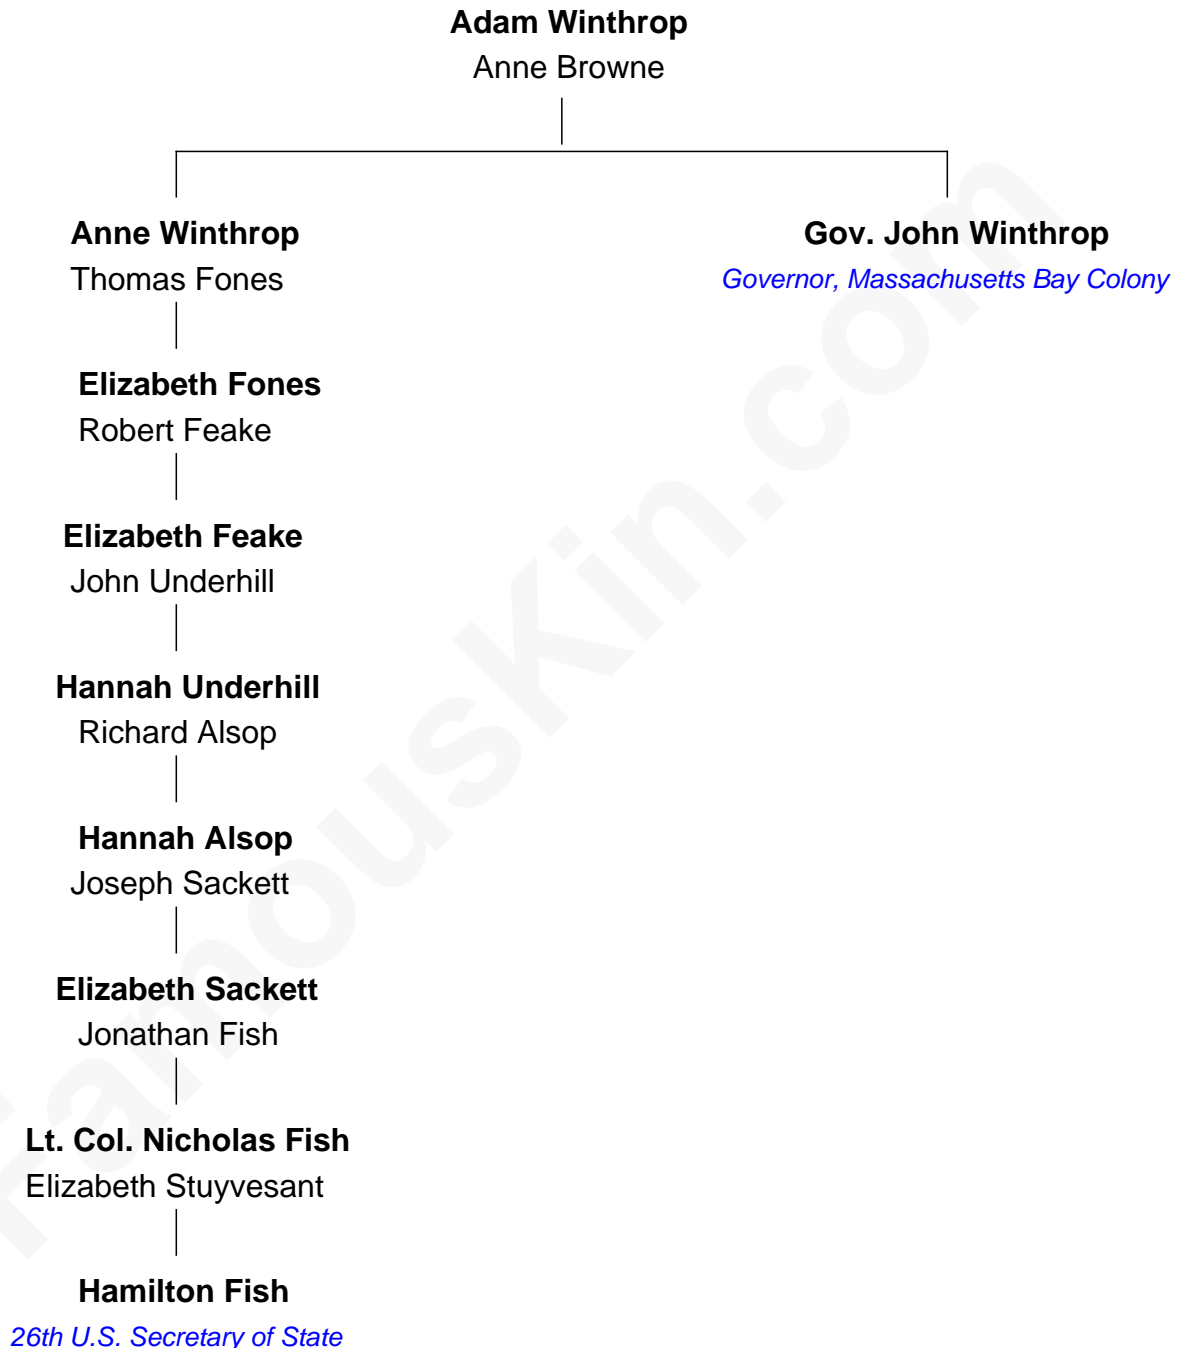 Adam Winthrop
Anne Browne
Anne Winthrop
Thomas Fones
Gov. John Winthrop
Governor, Massachusetts Bay Colony
Elizabeth Fones
Robert Feake
Elizabeth Feake
John Underhill
Hannah Underhill
Richard Alsop
Hannah Alsop
Joseph Sackett
Elizabeth Sackett
Jonathan Fish
Lt. Col. Nicholas Fish
Elizabeth Stuyvesant
Hamilton Fish
26th U.S. Secretary of State
FamousKin.com